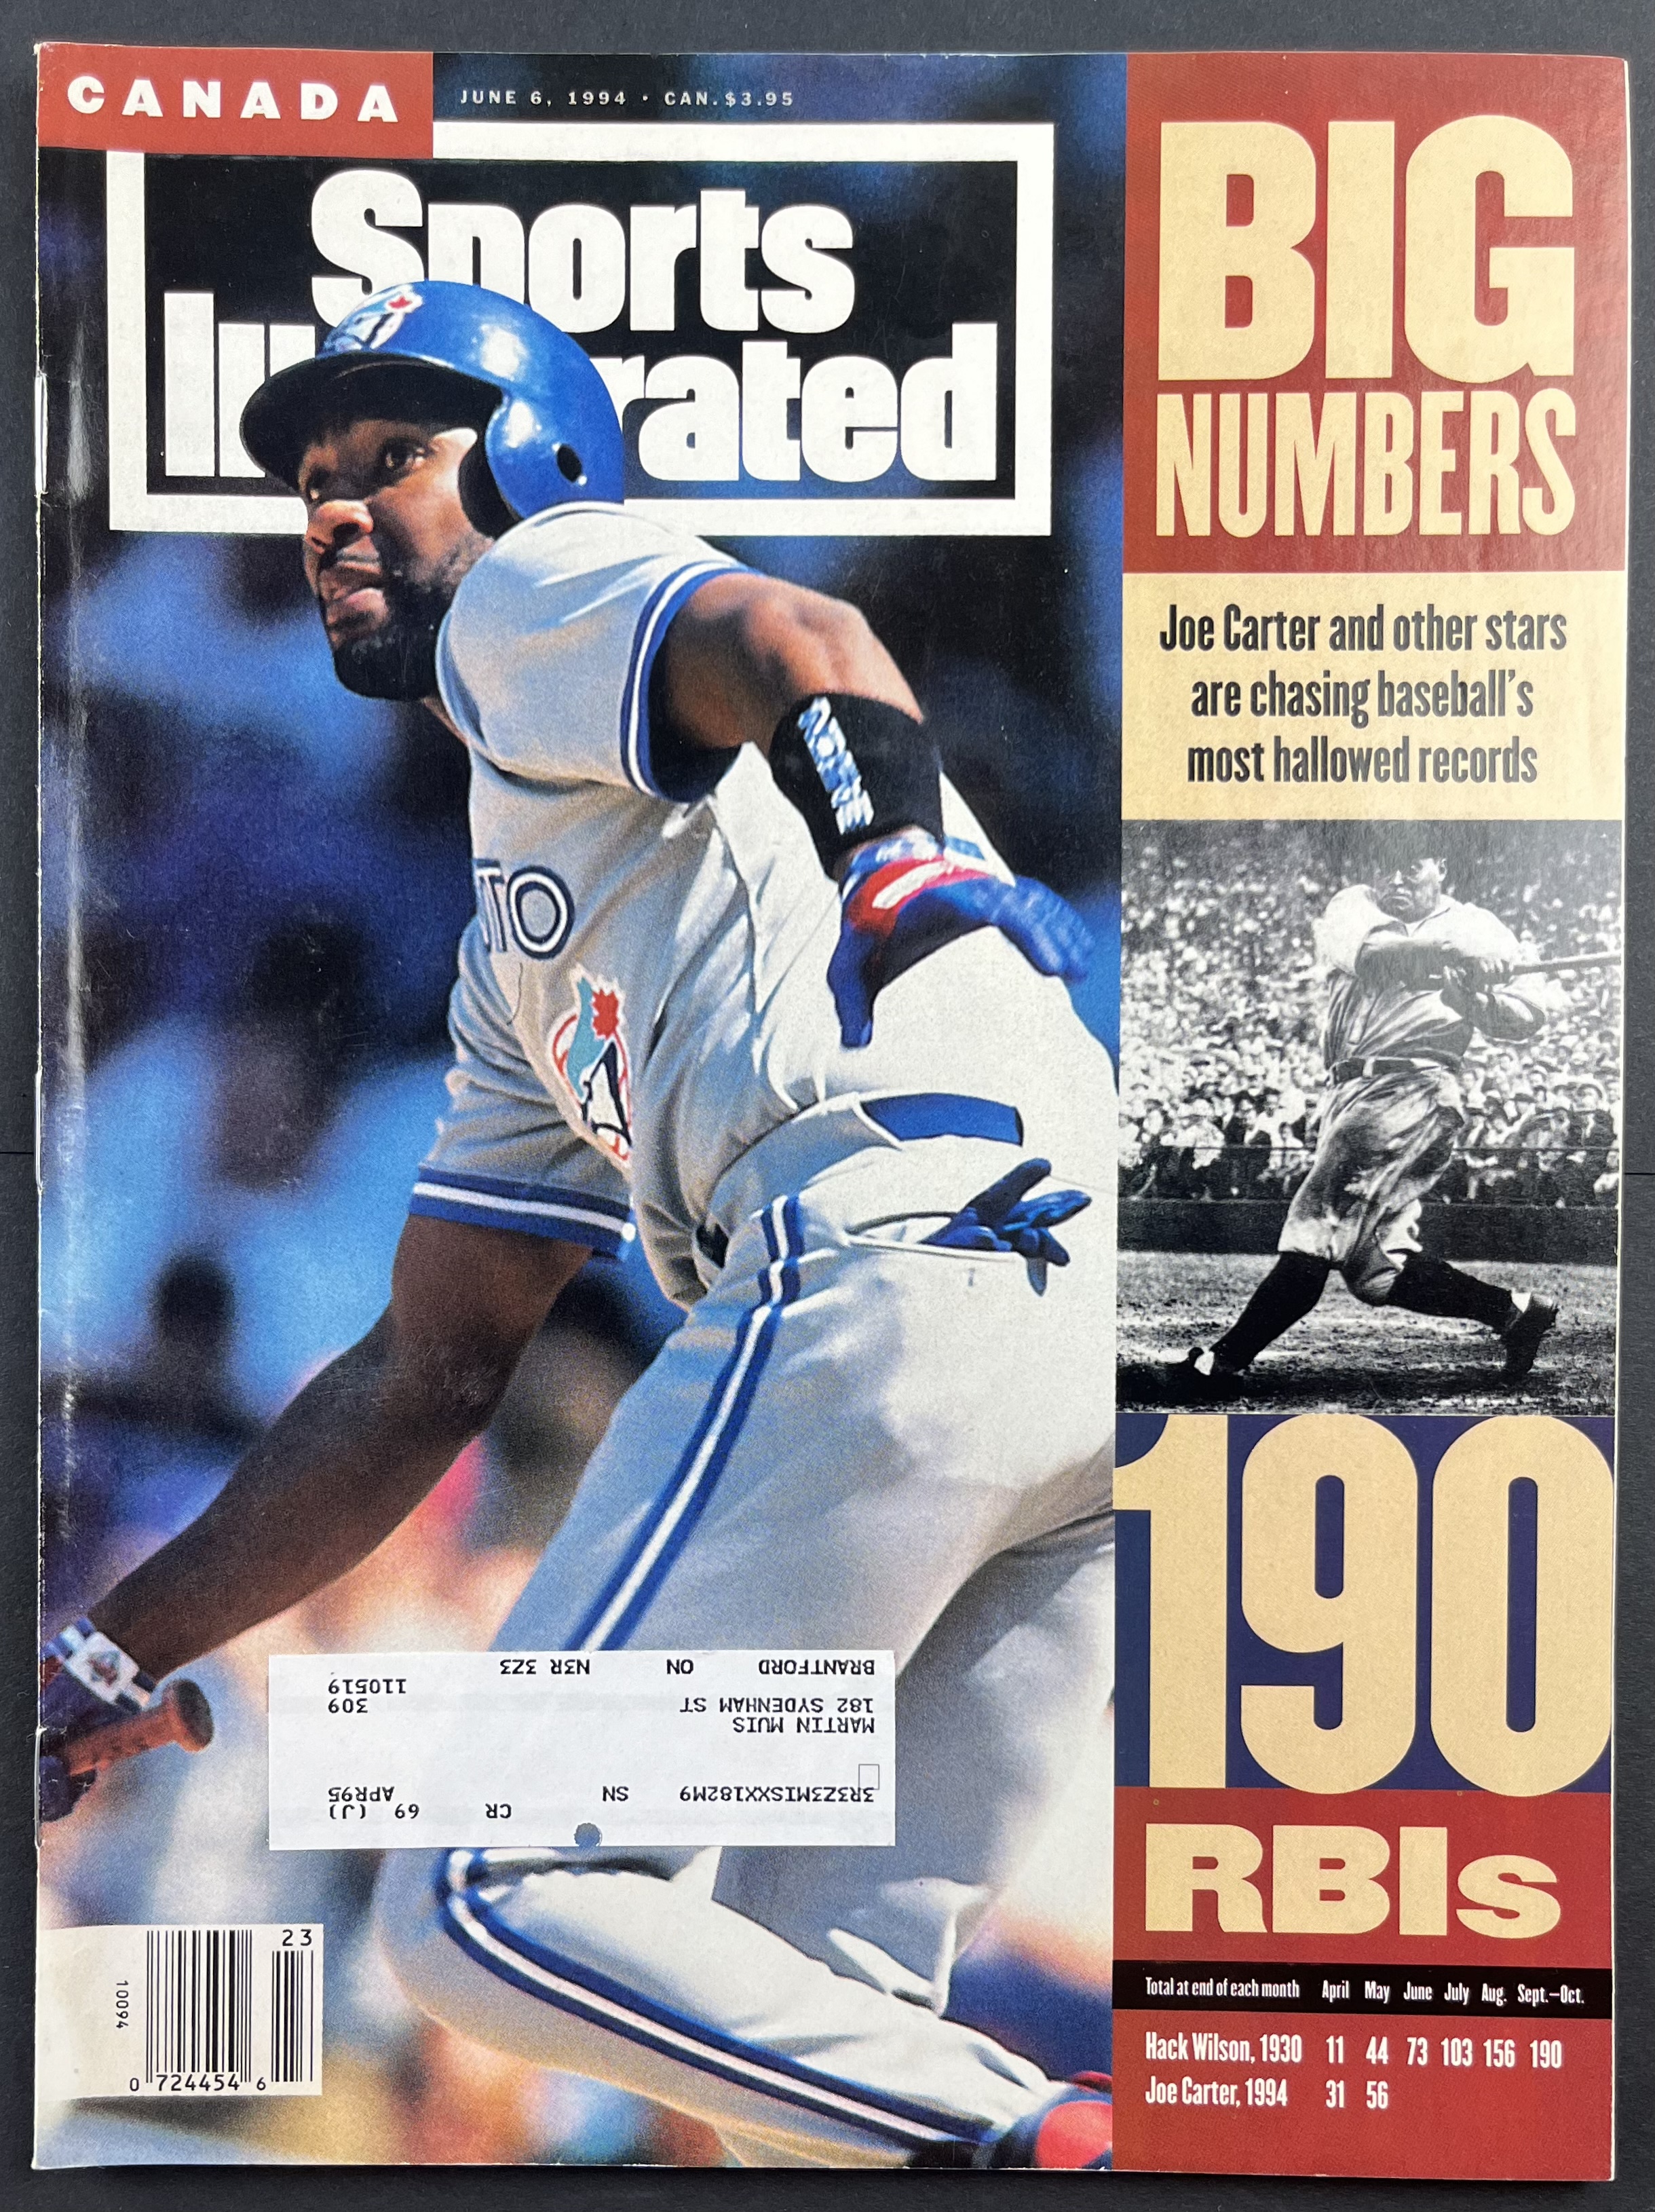 CANADA
JUNE 6, 1994 · CAN.$3.95
Sports
Illustrated
BIG
NUMBERS
Joe Carter and other stars
are chasing baseball's
most hallowed records
TO
190
RBIs
Total at end of each month April May June July Aug. Sept.–Oct.
Hack Wilson, 1930 11 44 73 103 156 190
Joe Carter, 1994 31 56
3R3Z3MISXX182M9 SN APR95
CR 69 (J)
MARTIN MUIS
182 SYDENHAM ST 309
110519
BRANTFORD ON N3R 3Z3
23
10094
0 724454 6